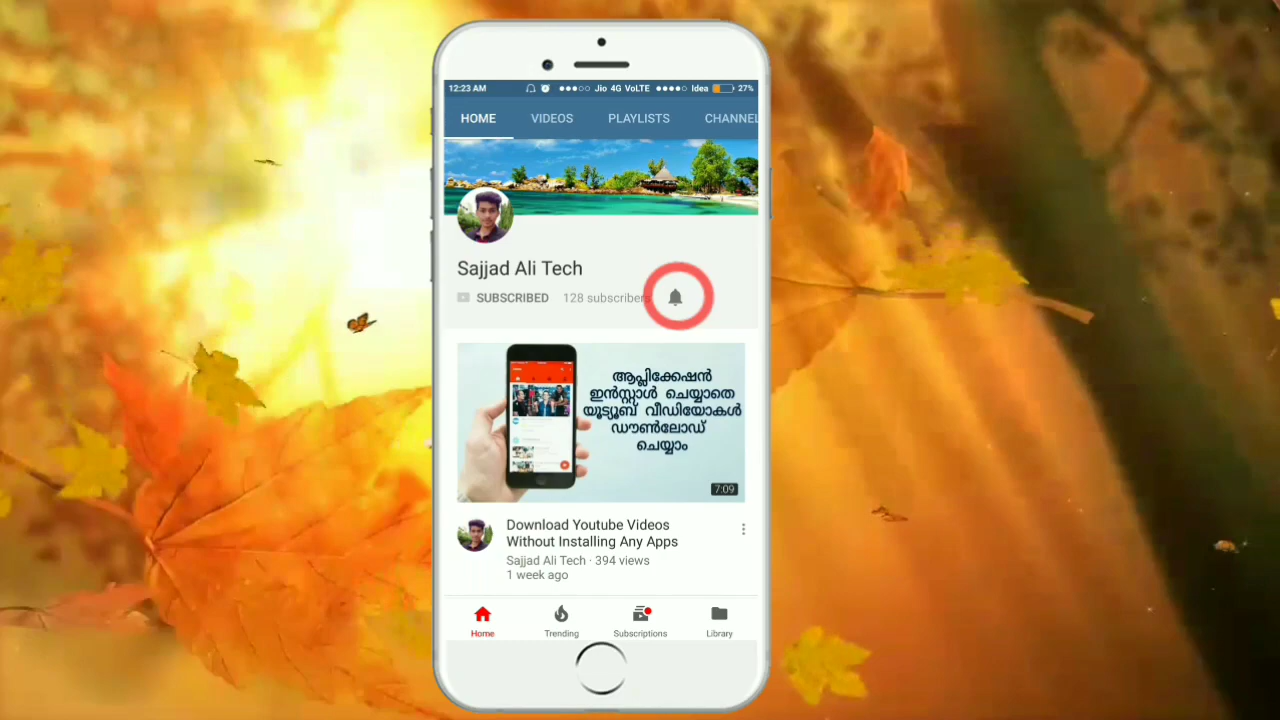 12:23 AM Jio 4G VoLTE Idea 27%
HOME VIDEOS PLAYLISTS CHANNEL
Sajjad Ali Tech
SUBSCRIBED 128 subscribers
ആപ്ലിക്കേഷൻ
ഇൻസ്റ്റാൾ ചെയ്യാതെ
യൂട്യൂബ് വീഡിയോകൾ
ഡൗൺലോഡ്
ചെയ്യാം
7:09
Download Youtube Videos
Without Installing Any Apps
Sajjad Ali Tech · 394 views
1 week ago
Home Trending Subscriptions Library